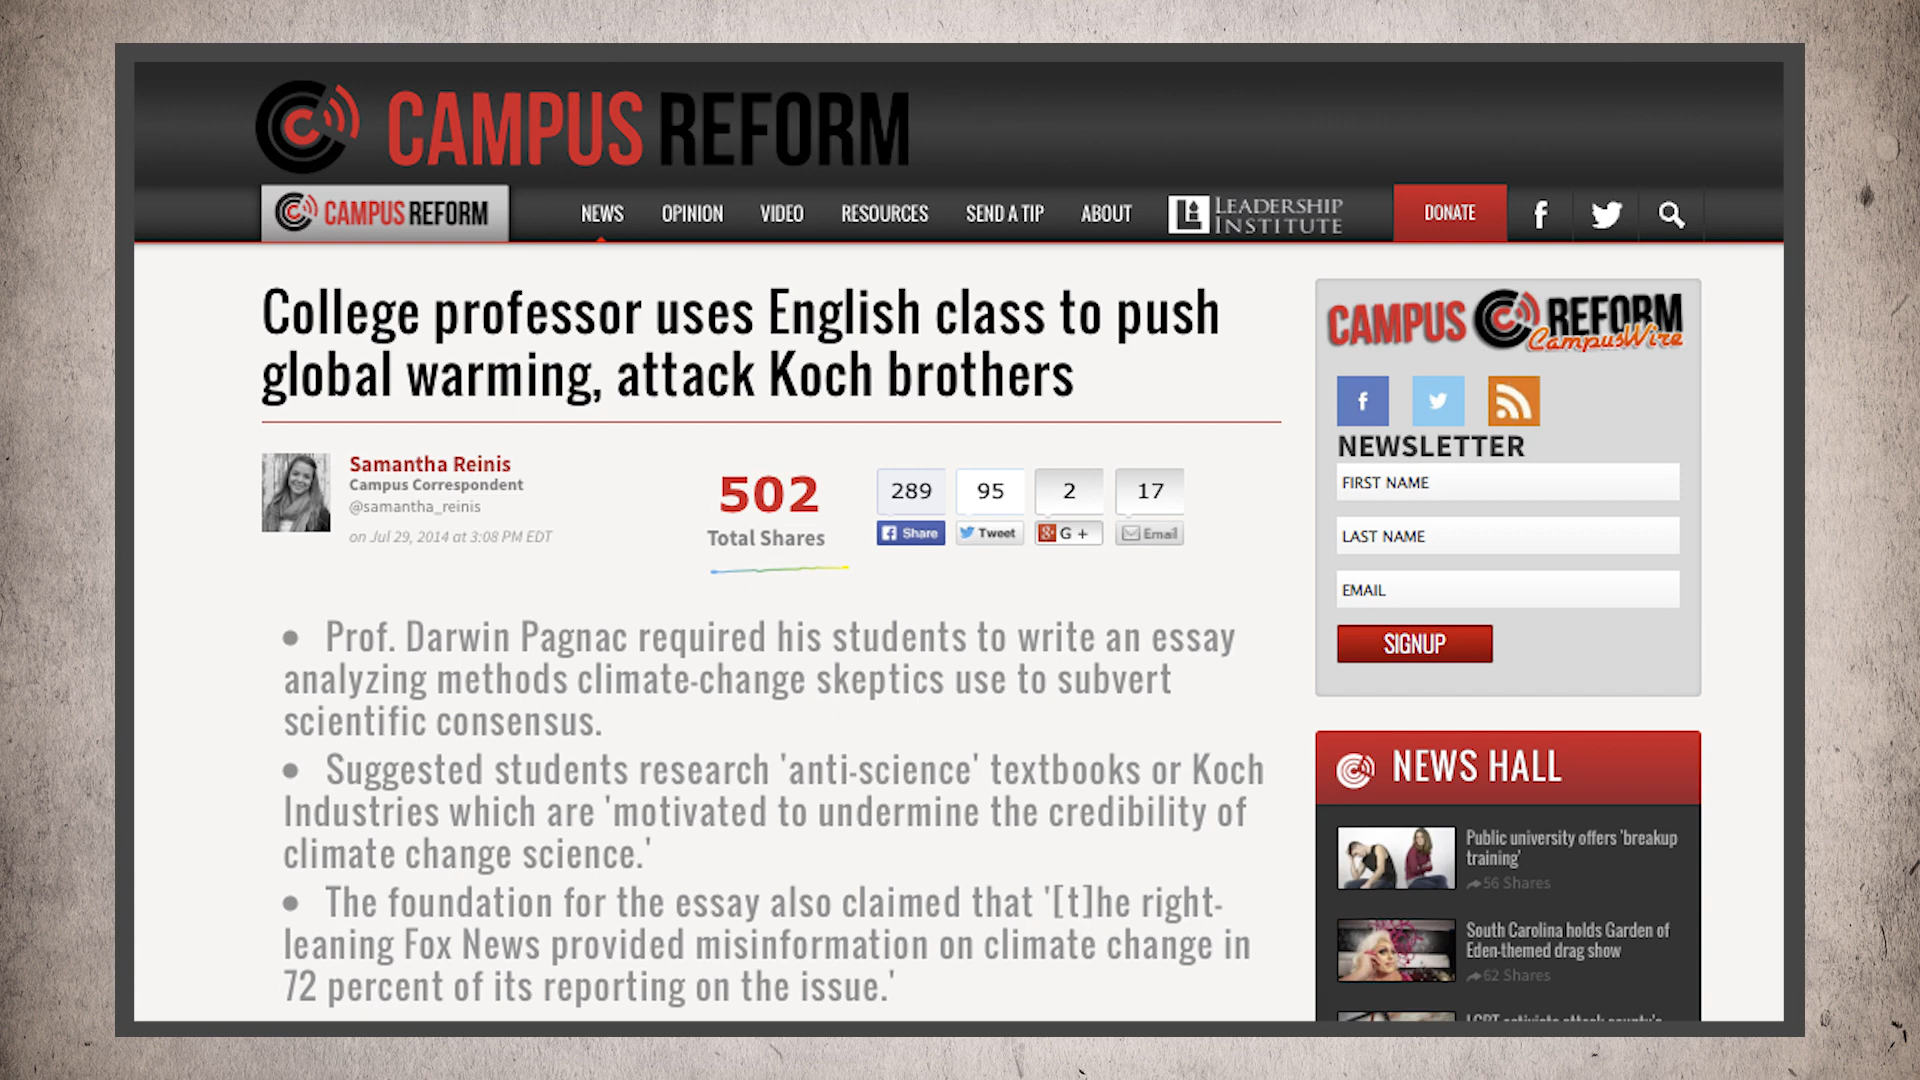 CAMPUS REFORM
CAMPUS REFORM
NEWS
OPINION
VIDEO
RESOURCES
SEND A TIP
ABOUT
LEADERSHIP
INSTITUTE
DONATE
College professor uses English class to push
global warming, attack Koch brothers
Samantha Reinis
Campus Correspondent
@samantha_reinis
on Jul 29, 2014 at 3:08 PM EDT
502
Total Shares
289
95
2
17
Share
Tweet
G +
Email
• Prof. Darwin Pagnac required his students to write an essay
analyzing methods climate-change skeptics use to subvert
scientific consensus.
• Suggested students research 'anti-science' textbooks or Koch
Industries which are 'motivated to undermine the credibility of
climate change science.'
• The foundation for the essay also claimed that '[t]he right-
leaning Fox News provided misinformation on climate change in
72 percent of its reporting on the issue.'
CAMPUS REFORM
CampusWire
NEWSLETTER
FIRST NAME
LAST NAME
EMAIL
SIGNUP
NEWS HALL
Public university offers 'breakup
training'
56 Shares
South Carolina holds Garden of
Eden-themed drag show
62 Shares